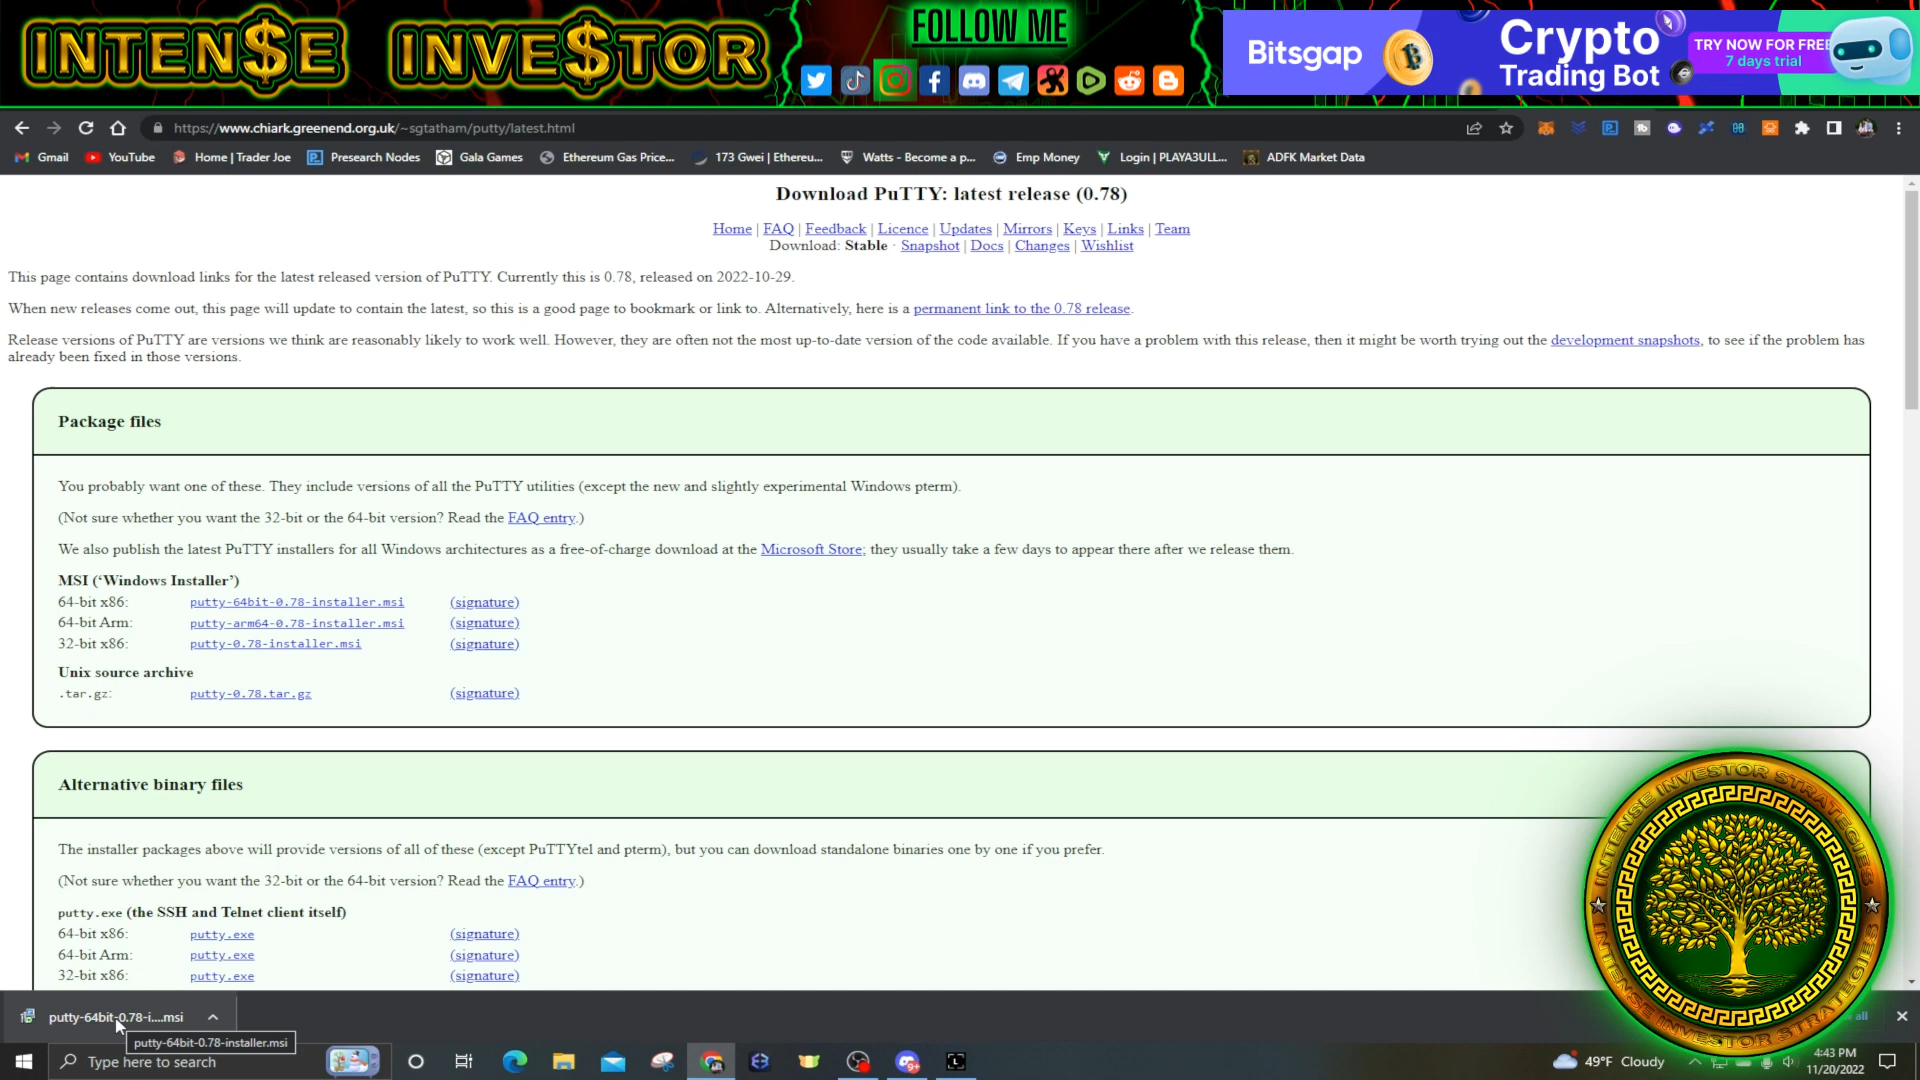 INTEN$E INVE$TOR
FOLLOW ME
Bitsgap
Crypto
Trading Bot
TRY NOW FOR FREE
7 days trial
https://www.chiark.greenend.org.uk/~sgtatham/putty/latest.html
Gmail YouTube Home | Trader Joe Presearch Nodes Gala Games Ethereum Gas Price... 173 Gwei | Ethereu... Watts - Become a p... Emp Money Login | PLAYA3ULL... ADFK Market Data
Download PuTTY: latest release (0.78)
Home | FAQ | Feedback | Licence | Updates | Mirrors | Keys | Links | Team
Download: Stable · Snapshot | Docs | Changes | Wishlist
This page contains download links for the latest released version of PuTTY. Currently this is 0.78, released on 2022-10-29.
When new releases come out, this page will update to contain the latest, so this is a good page to bookmark or link to. Alternatively, here is a permanent link to the 0.78 release.
Release versions of PuTTY are versions we think are reasonably likely to work well. However, they are often not the most up-to-date version of the code available. If you have a problem with this release, then it might be worth trying out the development snapshots, to see if the problem has
already been fixed in those versions.
Package files
You probably want one of these. They include versions of all the PuTTY utilities (except the new and slightly experimental Windows pterm).
(Not sure whether you want the 32-bit or the 64-bit version? Read the FAQ entry.)
We also publish the latest PuTTY installers for all Windows architectures as a free-of-charge download at the Microsoft Store; they usually take a few days to appear there after we release them.
MSI (‘Windows Installer’)
64-bit x86: putty-64bit-0.78-installer.msi (signature)
64-bit Arm: putty-arm64-0.78-installer.msi (signature)
32-bit x86: putty-0.78-installer.msi (signature)
Unix source archive
.tar.gz: putty-0.78.tar.gz (signature)
Alternative binary files
The installer packages above will provide versions of all of these (except PuTTYtel and pterm), but you can download standalone binaries one by one if you prefer.
(Not sure whether you want the 32-bit or the 64-bit version? Read the FAQ entry.)
putty.exe (the SSH and Telnet client itself)
64-bit x86: putty.exe (signature)
64-bit Arm: putty.exe (signature)
32-bit x86: putty.exe (signature)
INTENSE INVESTOR STRATEGIES
INTENSE INVESTOR STRATEGIES
putty-64bit-0.78-i....msi
all
putty-64bit-0.78-installer.msi
Type here to search
9+
49°F Cloudy
4:43 PM
11/20/2022